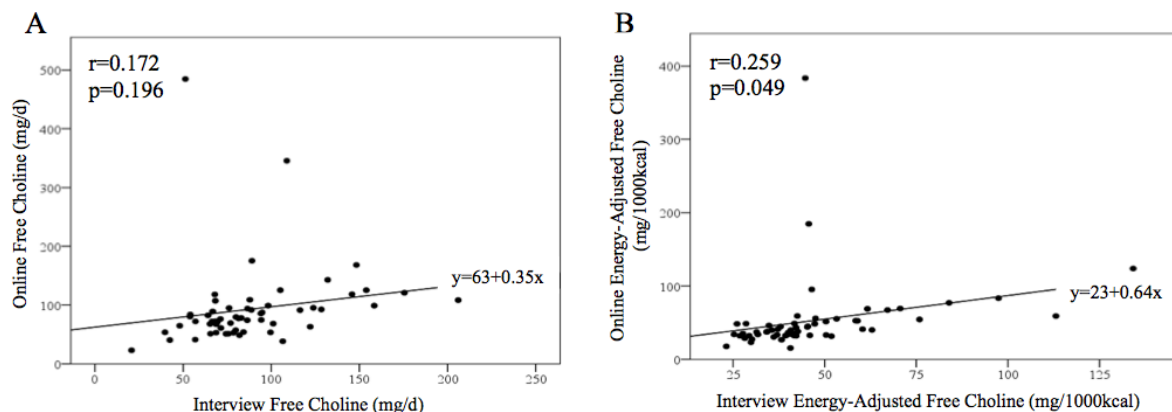 A
r=0.172
p=0.196
Online Free Choline (mg/d)
500
400
300
200
100
0
y=63+0.35x
0 50 100 150 200 250
Interview Free Choline (mg/d)
B
r=0.259
p=0.049
Online Energy-Adjusted Free Choline
(mg/1000kcal)
400
300
200
100
0
y=23+0.64x
25 50 75 100 125
Interview Energy-Adjusted Free Choline (mg/1000kcal)